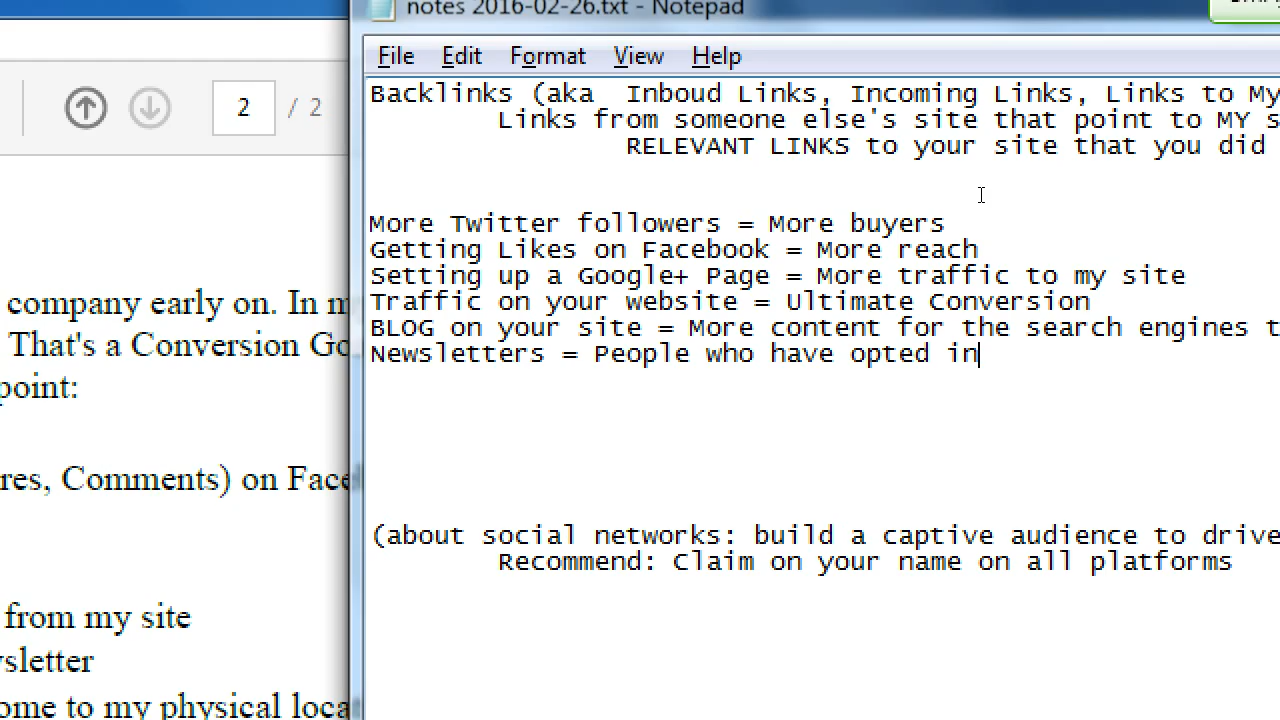 notes 2016-02-26.txt - Notepad
File Edit Format View Help
2 / 2
Backlinks (aka Inboud Links, Incoming Links, Links to My
Links from someone else's site that point to MY s
RELEVANT LINKS to your site that you did
More Twitter followers = More buyers
Getting Likes on Facebook = More reach
Setting up a Google+ Page = More traffic to my site
Traffic on your website = Ultimate Conversion
BLOG on your site = More content for the search engines t
Newsletters = People who have opted in
(about social networks: build a captive audience to drive
Recommend: Claim on your name on all platforms
company early on. In m
That's a Conversion Go
point:
res, Comments) on Face
from my site
vsletter
ome to my physical loca